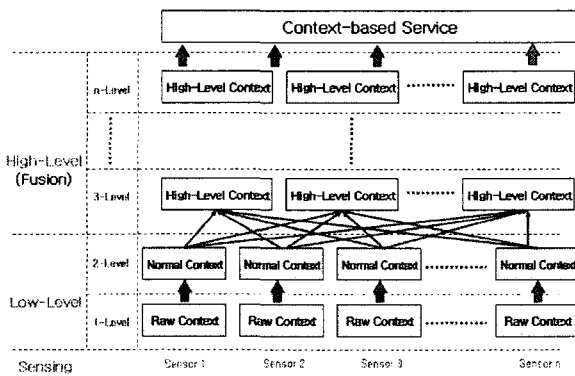 Context-based Service
n-Level
High-Level Context High-Level Context High-Level Context
High-Level
(Fusion)
3-Level
High-Level Context High-Level Context High-Level Context
2-Level
Normal Context Normal Context Normal Context Normal Context
Low-Level
1-Level
Raw Context Raw Context Raw Context Raw Context
Sensing
Sensor 1 Sensor 2 Sensor 3 Sensor n